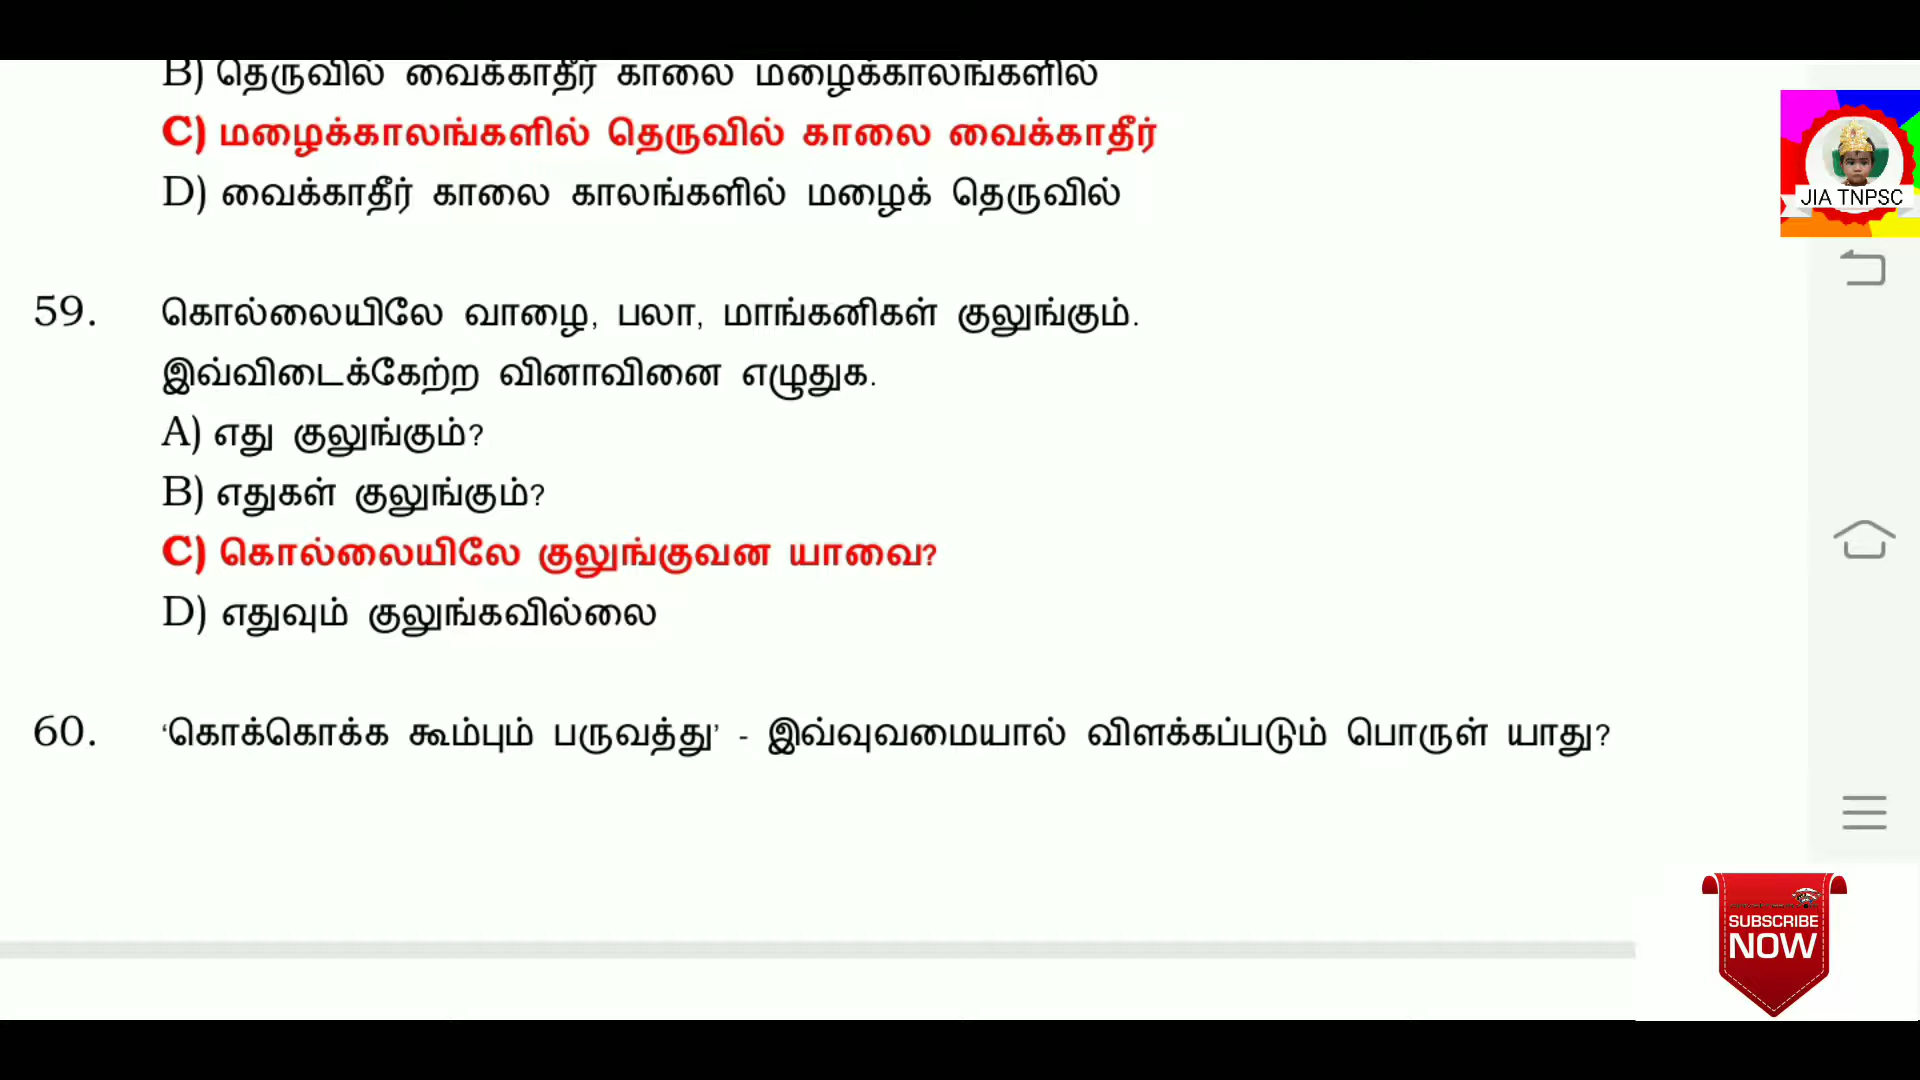 B) தெருவில் வைக்காதீர் காலை மழைக்காலங்களில்
C) மழைக்காலங்களில் தெருவில் காலை வைக்காதீர்
D) வைக்காதீர் காலை காலங்களில் மழைக் தெருவில்
JIA TNPSC
59. கொல்லையிலே வாழை, பலா, மாங்கனிகள் குலுங்கும்.
இவ்விடைக்கேற்ற வினாவினை எழுதுக.
A) எது குலுங்கும்?
B) எதுகள் குலுங்கும்?
C) கொல்லையிலே குலுங்குவன யாவை?
D) எதுவும் குலுங்கவில்லை
60. ‘கொக்கொக்க கூம்பும் பருவத்து’ - இவ்வுவமையால் விளக்கப்படும் பொருள் யாது?
SUBSCRIBE
NOW